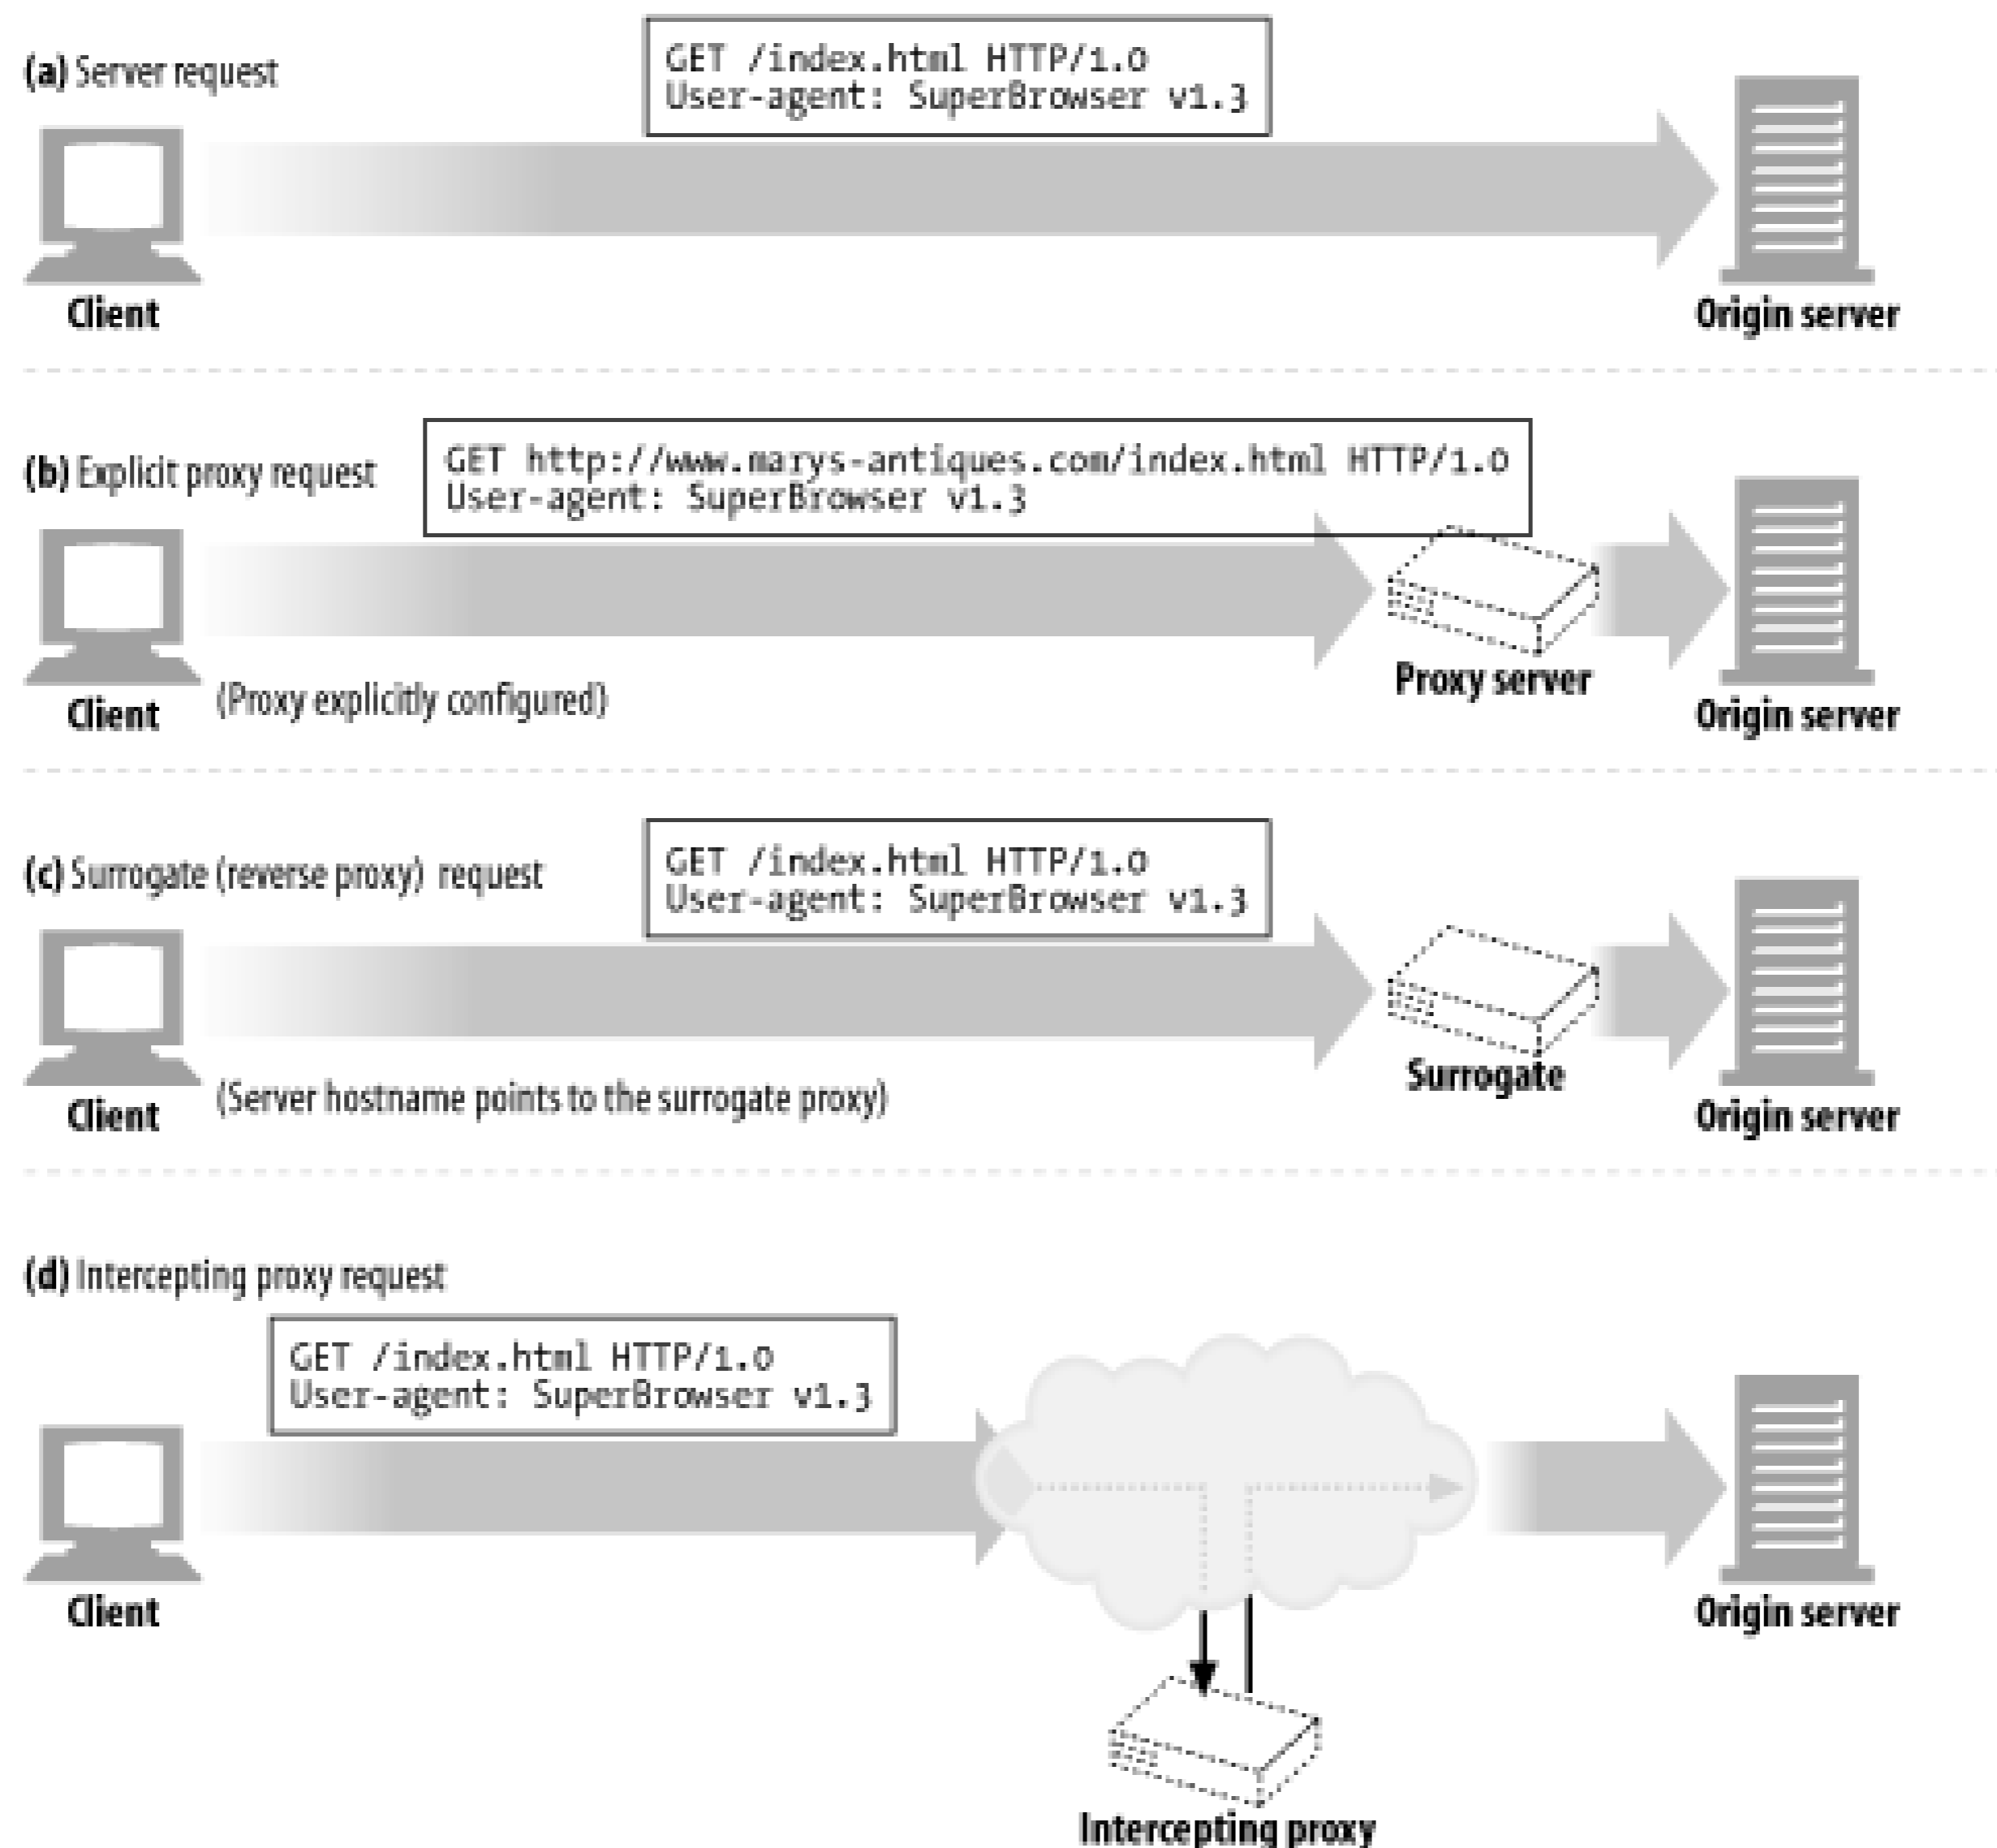 (a) Server request
GET /index.html HTTP/1.0
User-agent: SuperBrowser v1.3
Client
Origin server
(b) Explicit proxy request
GET http://www.marys-antiques.com/index.html HTTP/1.0
User-agent: SuperBrowser v1.3
Client
(Proxy explicitly configured)
Proxy server
Origin server
(c) Surrogate (reverse proxy) request
GET /index.html HTTP/1.0
User-agent: SuperBrowser v1.3
Client
(Server hostname points to the surrogate proxy)
Surrogate
Origin server
(d) Intercepting proxy request
GET /index.html HTTP/1.0
User-agent: SuperBrowser v1.3
Client
Origin server
Intercepting proxy